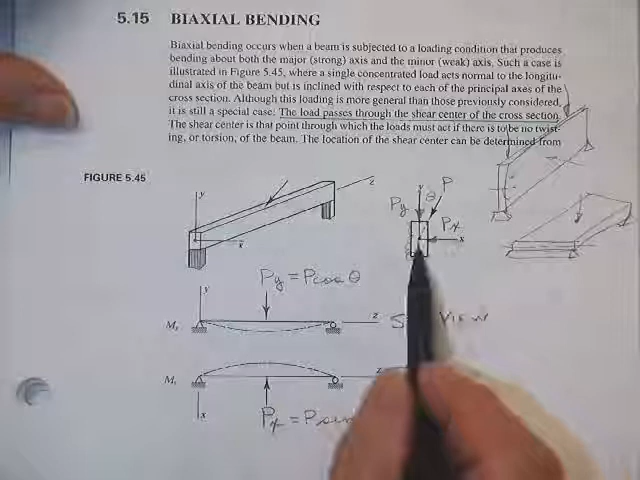 5.15 BIAXIAL BENDING
Biaxial bending occurs when a beam is subjected to a loading condition that produces
bending about both the major (strong) axis and the minor (weak) axis. Such a case is
illustrated in Figure 5.45, where a single concentrated load acts normal to the longitu-
dinal axis of the beam but is inclined with respect to each of the principal axes of the
cross section. Although this loading is more general than those previously considered,
it is still a special case: The load passes through the shear center of the cross section.
The shear center is that point through which the loads must act if there is to be no twist-
ing, or torsion, of the beam. The location of the shear center can be determined from
FIGURE 5.45
y
z
x
y
θ
P
Py
Px
x
Py = P cos θ
y
z
S VIEW
Mx
My
z
x
Px = P sin